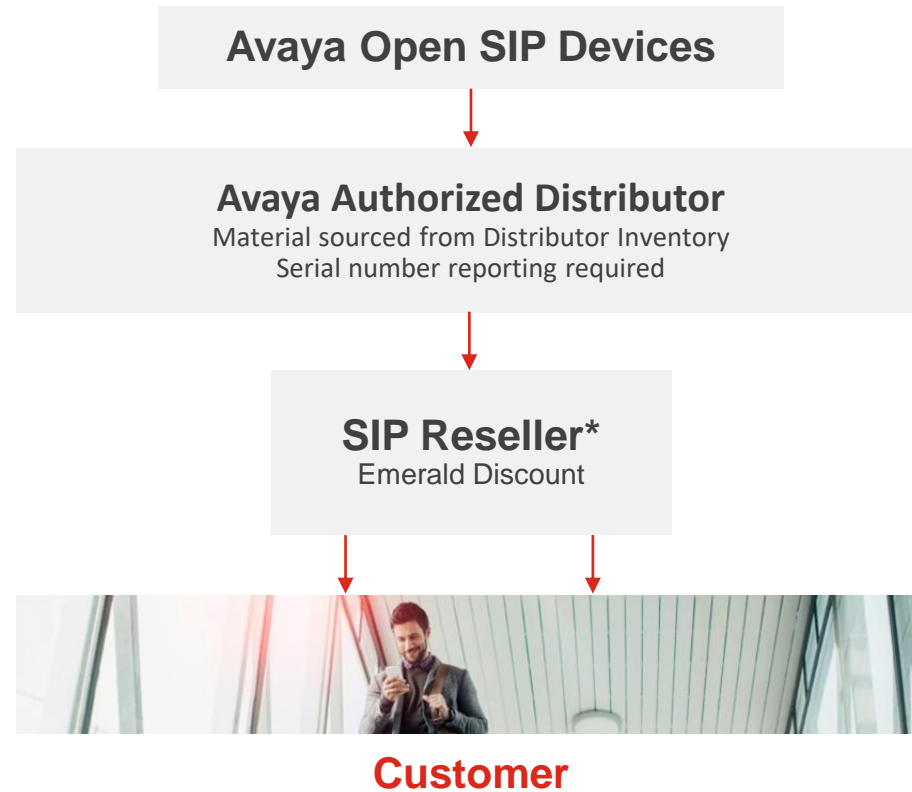 Avaya Open SIP Devices
Avaya Authorized Distributor
Material sourced from Distributor Inventory
Serial number reporting required
SIP Reseller*
Emerald Discount
Customer